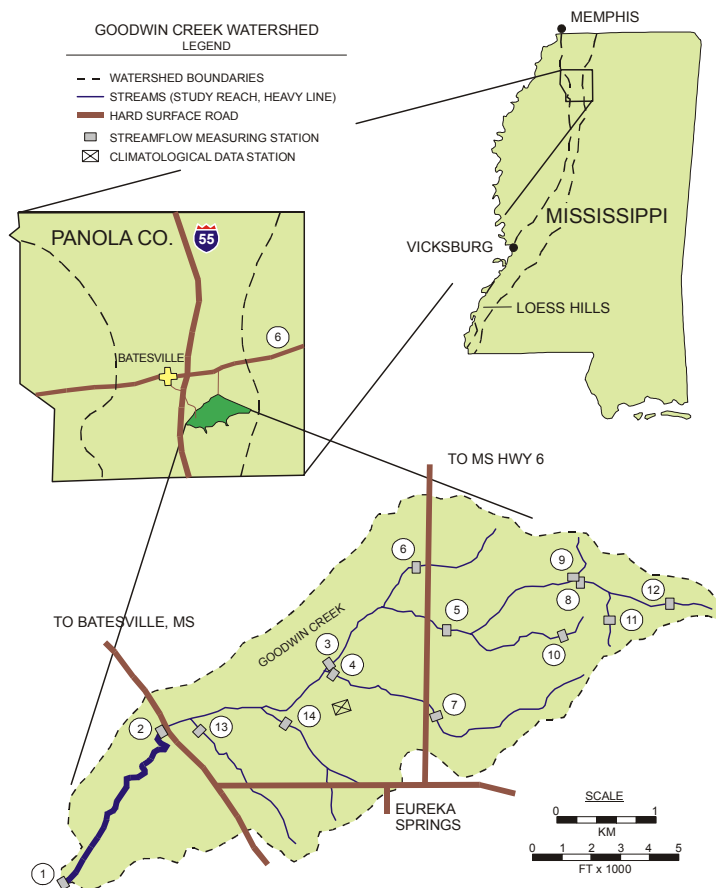 GOODWIN CREEK WATERSHED
LEGEND
WATERSHED BOUNDARIES
STREAMS (STUDY REACH, HEAVY LINE)
HARD SURFACE ROAD
STREAMFLOW MEASURING STATION
CLIMATOLOGICAL DATA STATION
MEMPHIS
MISSISSIPPI
VICKSBURG
LOESS HILLS
PANOLA CO.
55
6
BATESVILLE
TO MS HWY 6
6
9
12
8
5
11
10
TO BATESVILLE, MS
GOODWIN CREEK
3
4
7
2
13
14
EUREKA
SPRINGS
1
SCALE
0 1
KM
0 1 2 3 4 5
FT x 1000